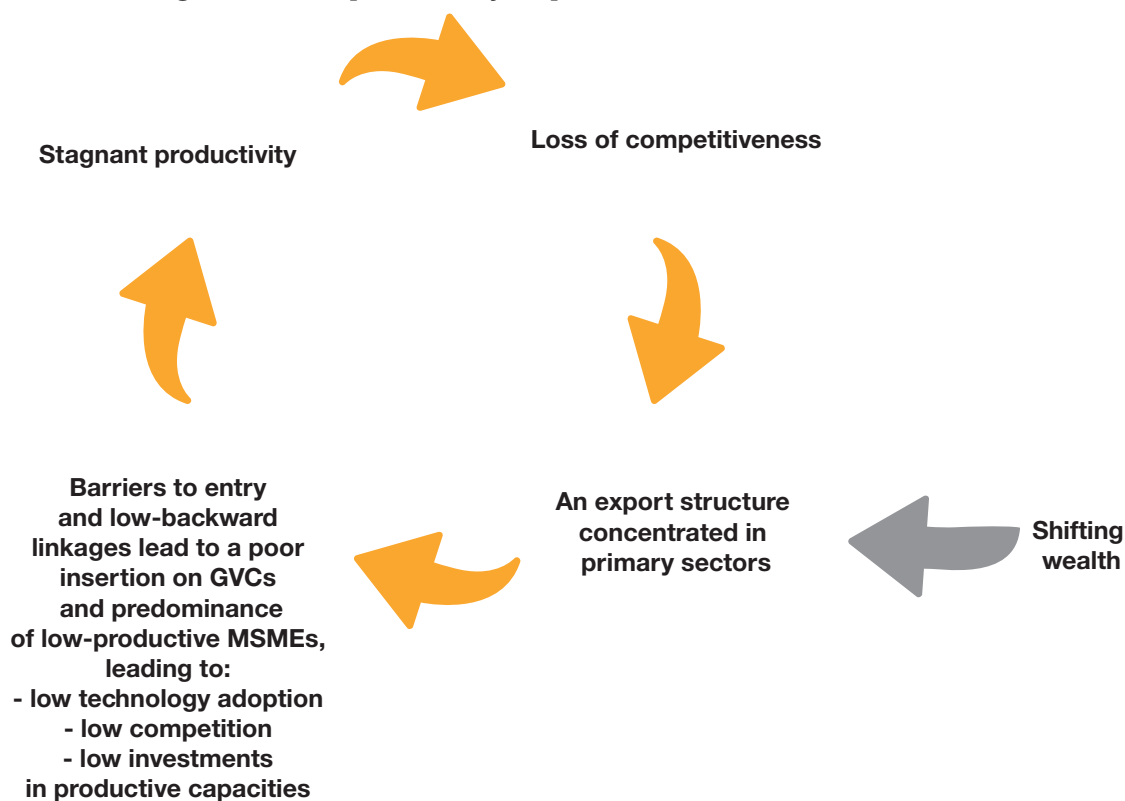 Stagnant productivity
Loss of competitiveness
An export structure
concentrated in
primary sectors
Shifting
wealth
Barriers to entry
and low-backward
linkages lead to a poor
insertion on GVCs
and predominance
of low-productive MSMEs,
leading to:
- low technology adoption
- low competition
- low investments
in productive capacities